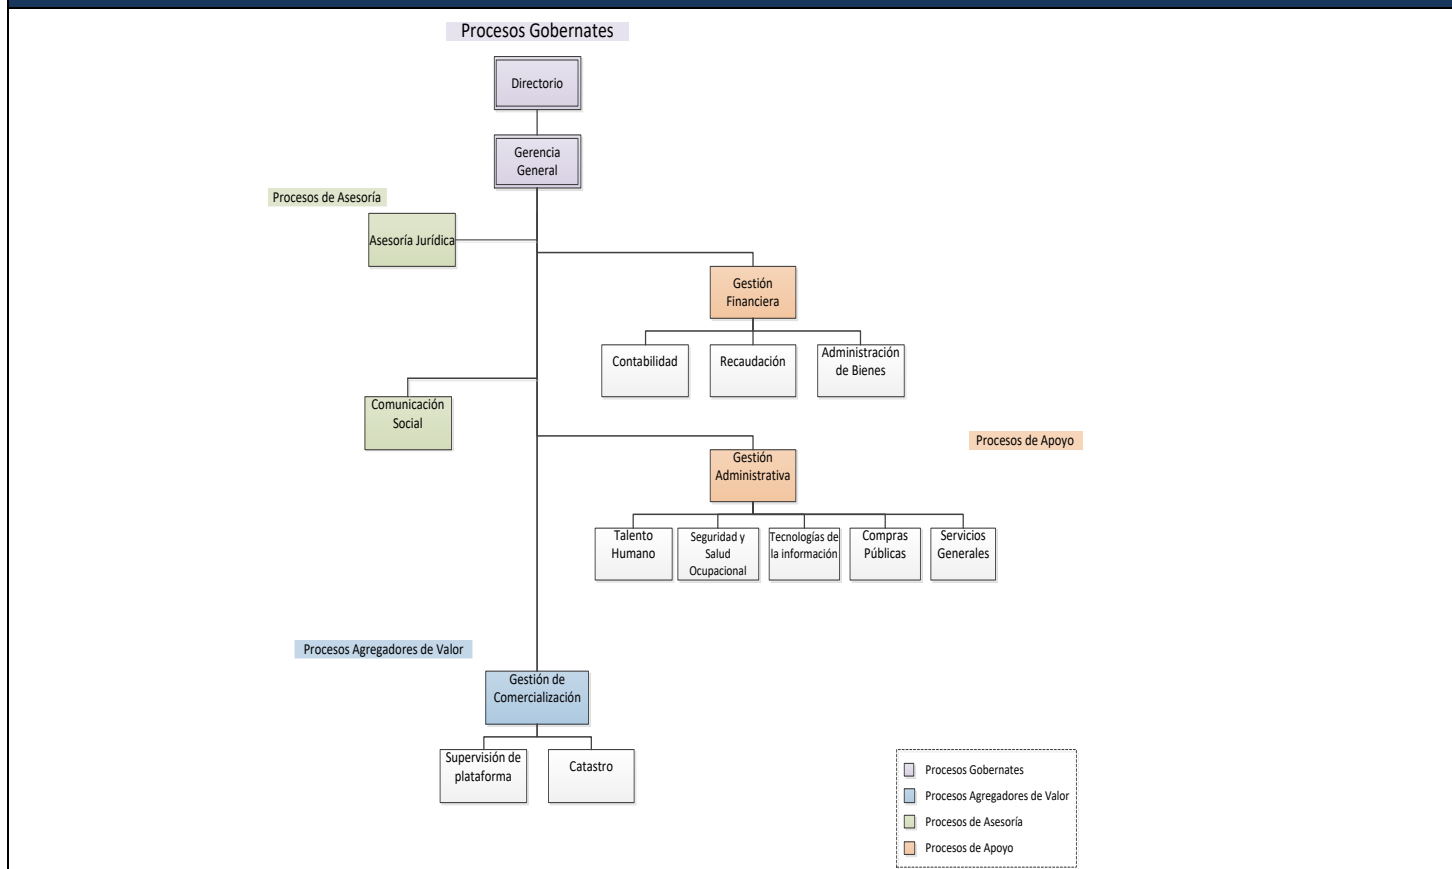 Procesos Gobernates
Directorio
Gerencia
General
Procesos de Asesoría
Asesoría Jurídica
Gestión
Financiera
Contabilidad
Recaudación
Administración
de Bienes
Comunicación
Social
Procesos de Apoyo
Gestión
Administrativa
Talento
Humano
Seguridad y
Salud
Ocupacional
Tecnologías de
la información
Compras
Públicas
Servicios
Generales
Procesos Agregadores de Valor
Gestión de
Comercialización
Supervisión de
plataforma
Catastro
Procesos Gobernates
Procesos Agregadores de Valor
Procesos de Asesoría
Procesos de Apoyo